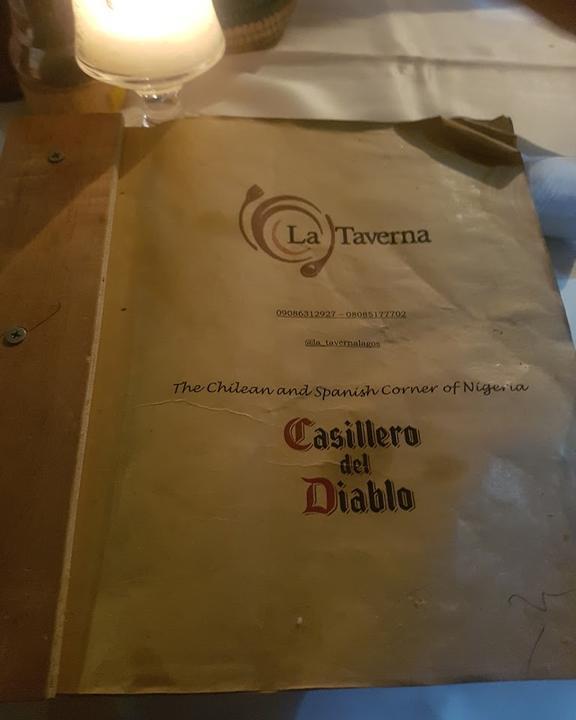 La Taverna
09086312927 - 08085177702
@la_tavernalagos
The Chilean and Spanish Corner of Nigeria
Casillero
del
Diablo